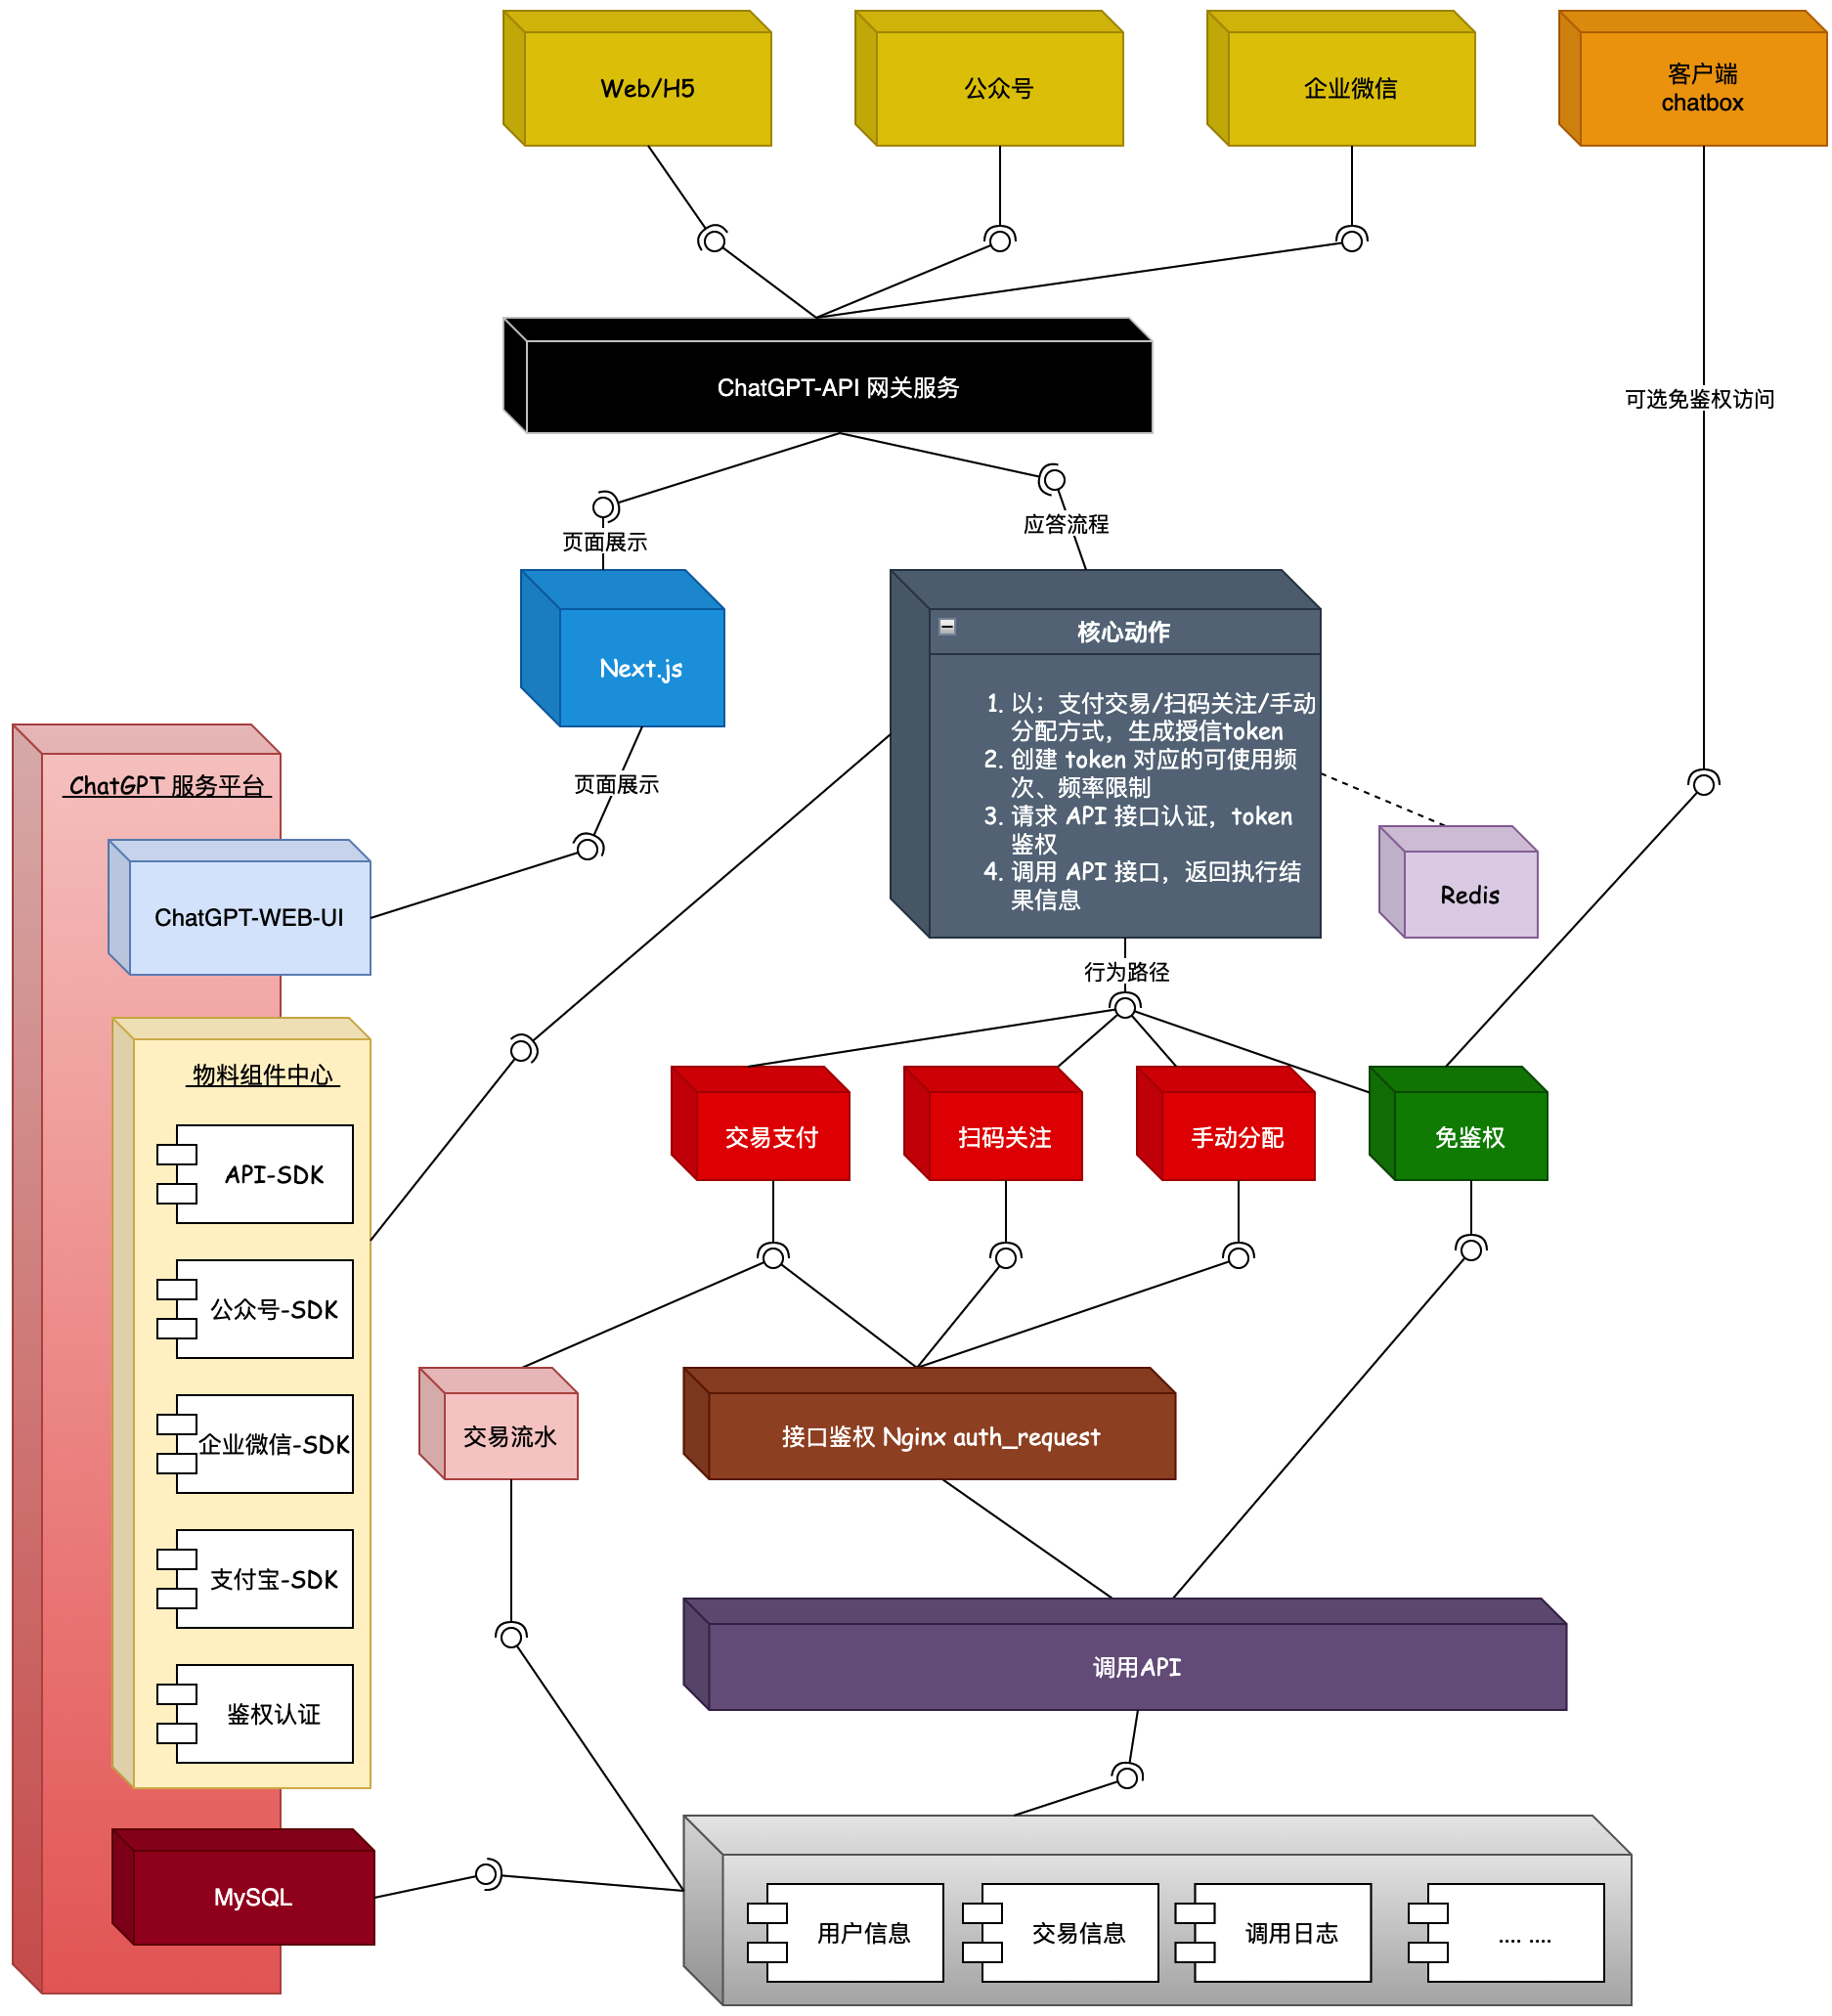 Web/H5
公众号
企业微信
客户端
chatbox
ChatGPT-API 网关服务
可选免鉴权访问
页面展示
应答流程
Next.js
核心动作
1. 以；支付交易/扫码关注/手动
分配方式，生成授信token
2. 创建 token 对应的可使用频
次、频率限制
3. 请求 API 接口认证，token
鉴权
4. 调用 API 接口，返回执行结
果信息
ChatGPT 服务平台
页面展示
ChatGPT-WEB-UI
Redis
行为路径
物料组件中心
API-SDK
公众号-SDK
企业微信-SDK
支付宝-SDK
鉴权认证
交易支付
扫码关注
手动分配
免鉴权
交易流水
接口鉴权 Nginx auth_request
调用API
MySQL
用户信息
交易信息
调用日志
.... ....